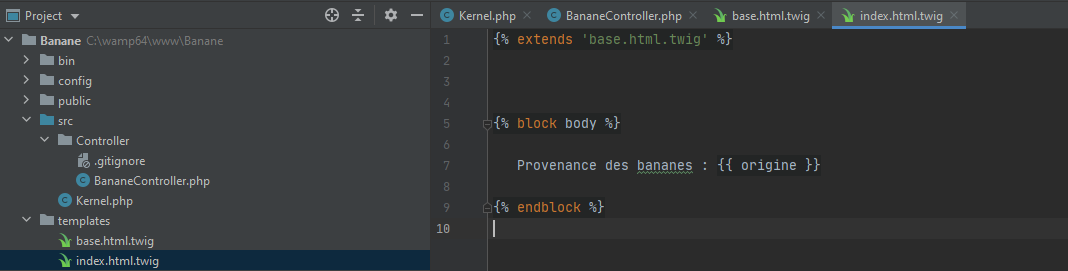 Project
Banane C:\wamp64\www\Banane
bin
config
public
src
Controller
.gitignore
BananeController.php
Kernel.php
templates
base.html.twig
index.html.twig
Kernel.php BananeController.php base.html.twig index.html.twig
1 {% extends 'base.html.twig' %}
2
3
4
5 {% block body %}
6
7 Provenance des bananes : {{ origine }}
8
9 {% endblock %}
10